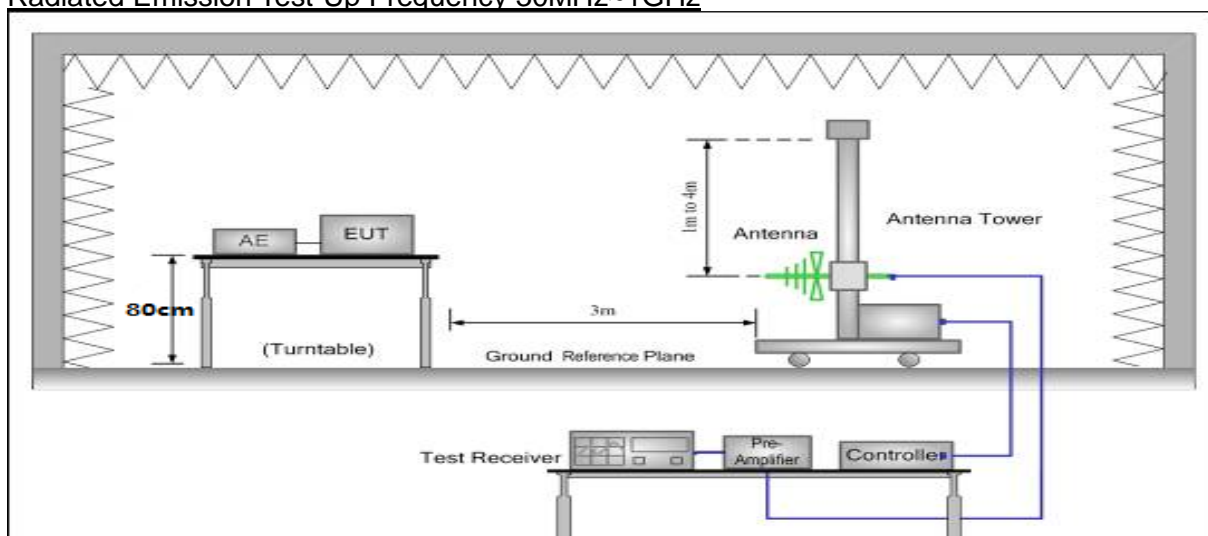 Radiated Emission Test-Up Frequency 30MHz~1GHz
1m to 4m
Antenna Tower
Antenna
AE
EUT
80cm
3m
(Turntable)
Ground Reference Plane
Test Receiver
Pre-
Amplifier
Controller